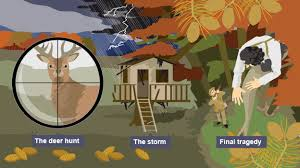 The deer hunt
The storm
Final tragedy